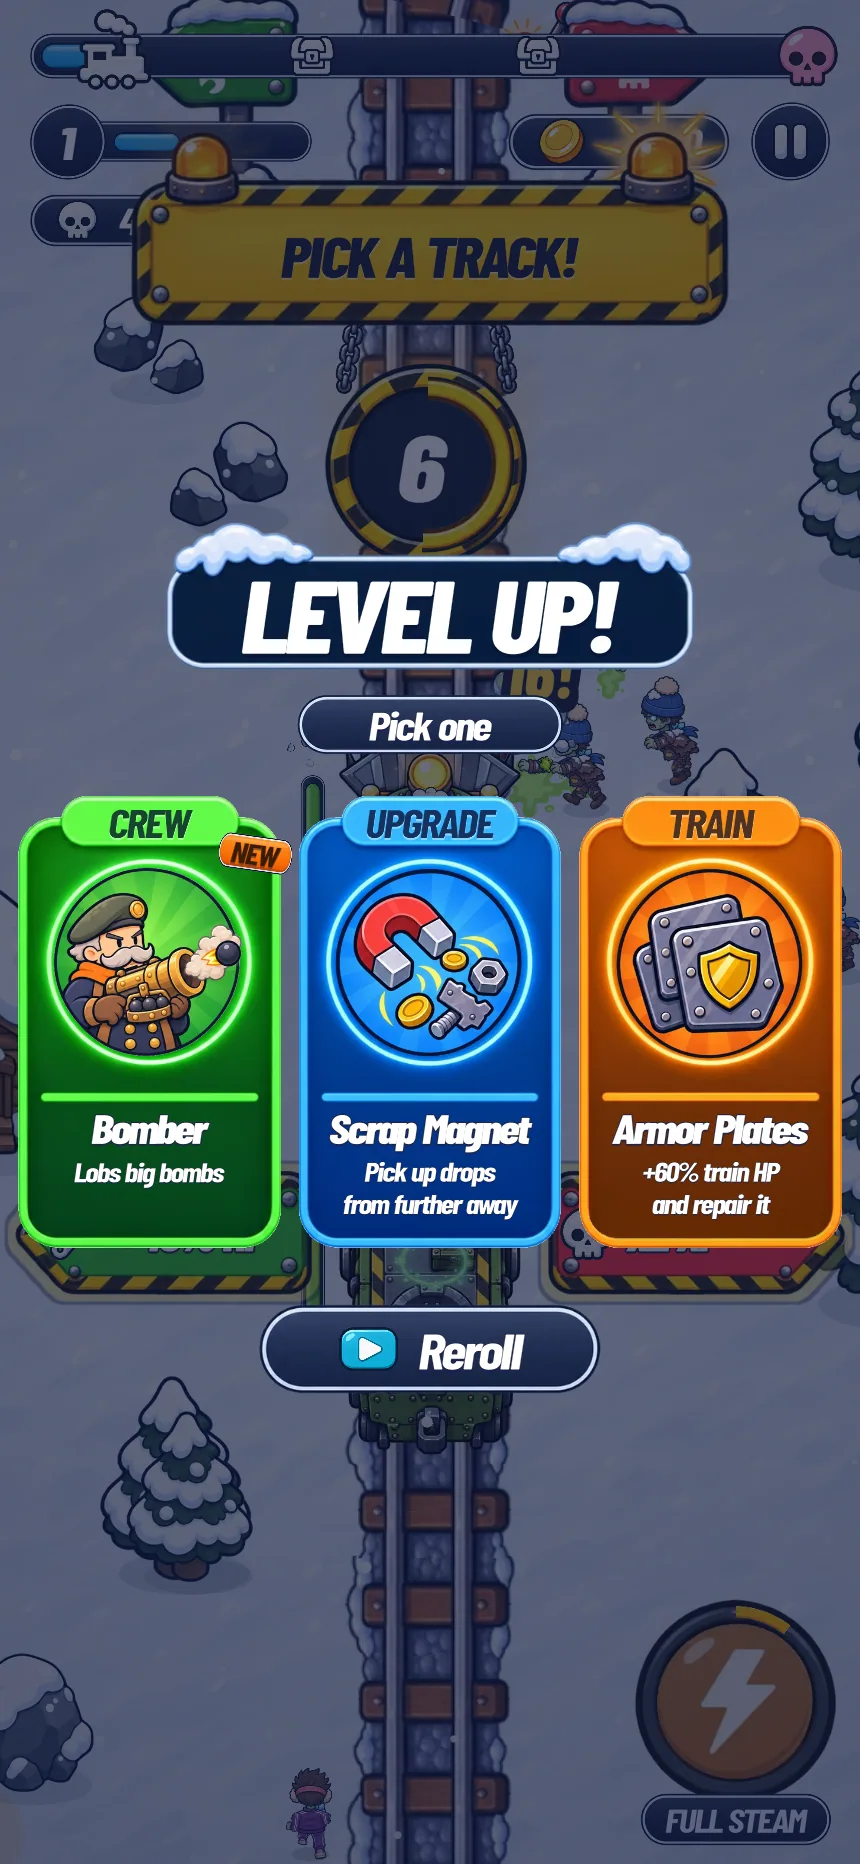 1
PICK A TRACK!
6
LEVEL UP!
Pick one
CREW
NEW
Bomber
Lobs big bombs
UPGRADE
Scrap Magnet
Pick up drops
from further away
TRAIN
Armor Plates
+60% train HP
and repair it
Reroll
FULL STEAM